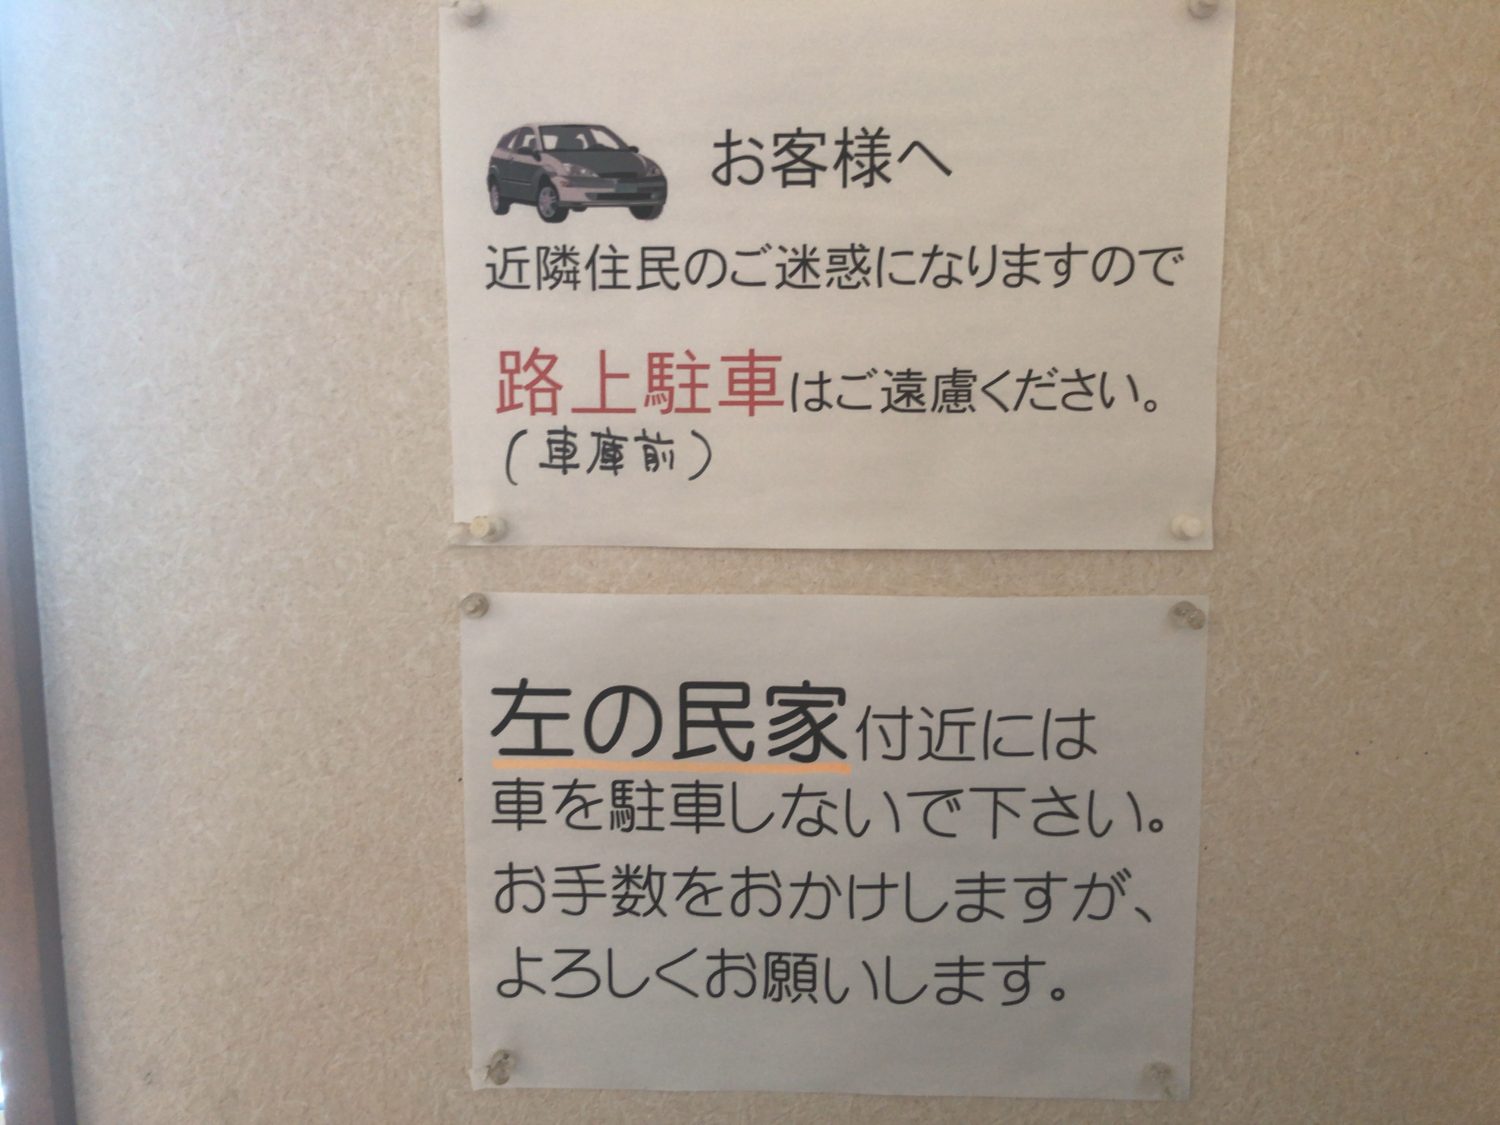 お客様へ
近隣住民のご迷惑になりますので
路上駐車はご遠慮ください。
(車庫前)
左の民家付近には
車を駐車しないで下さい。
お手数をおかけしますが、
よろしくお願いします。